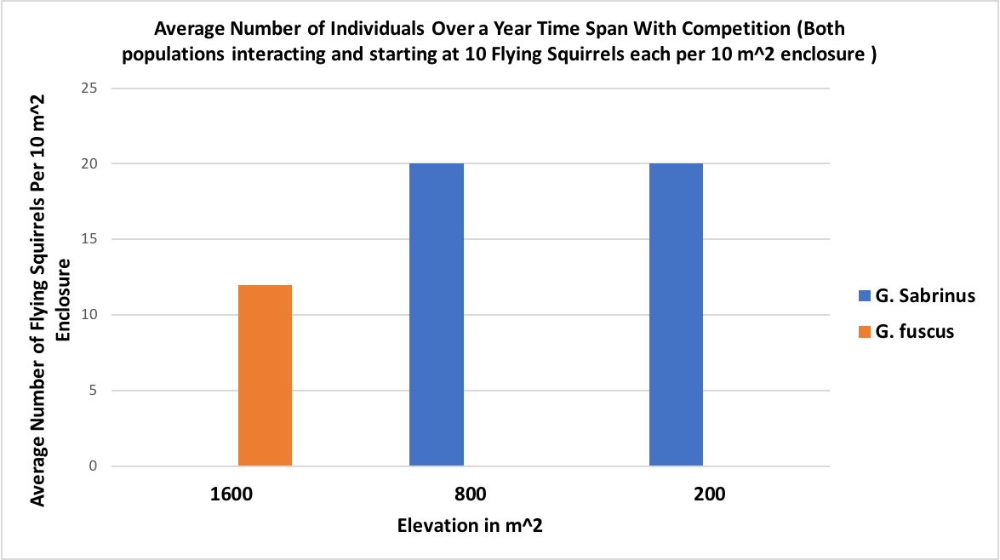 Average Number of Individuals Over a Year Time Span With Competition (Both
populations interacting and starting at 10 Flying Squirrels each per 10 m^2 enclosure )
Average Number of Flying Squirrels Per 10 m^2
Enclosure
25
20
15
10
5
0
1600 800 200
Elevation in m^2
G. Sabrinus
G. fuscus